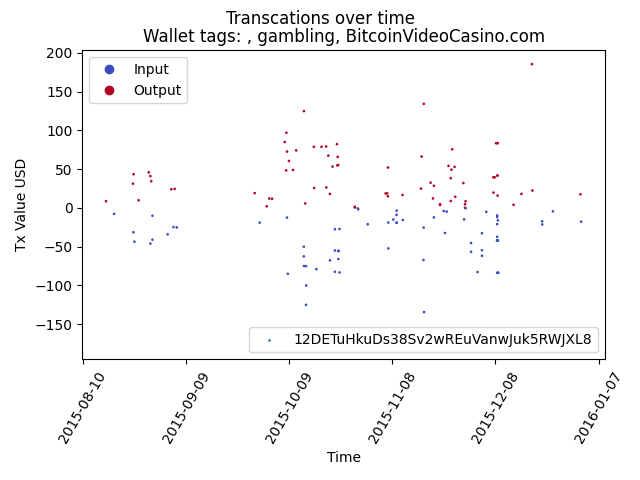 Transcations over time
Wallet tags: , gambling, BitcoinVideoCasino.com
Input
Output
200
150
100
50
0
−50
−100
−150
Tx Value USD
12DETuHkuDs38Sv2wREuVanwJuk5RWJXL8
2015-08-10
2015-09-09
2015-10-09
2015-11-08
2015-12-08
2016-01-07
Time